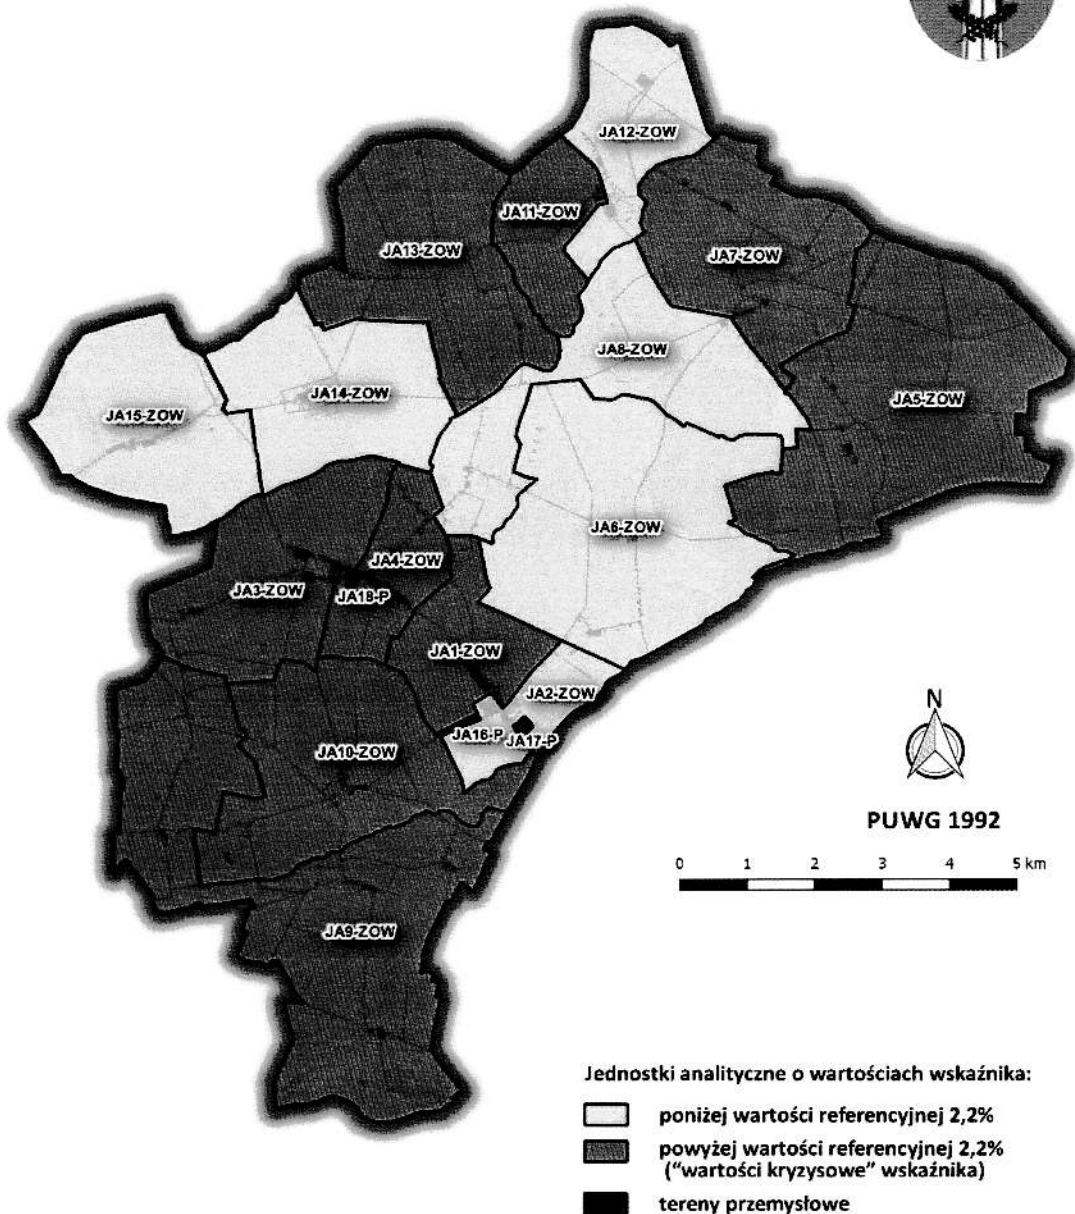 JA12-ZOW
JA11-ZOW
JA13-ZOW
JA7-ZOW
JA8-ZOW
JA14-ZOW
JA15-ZOW
JA5-ZOW
JA6-ZOW
JA4-ZOW
JA3-ZOW
JA18-P
JA1-ZOW
JA2-ZOW
JA16-P
JA17-P
JA10-ZOW
JA9-ZOW
N
PUWG 1992
0 1 2 3 4 5 km
Jednostki analityczne o wartościach wskaźnika:
poniżej wartości referencyjnej 2,2%
powyżej wartości referencyjnej 2,2%
("wartości kryzysowe" wskaźnika)
tereny przemysłowe